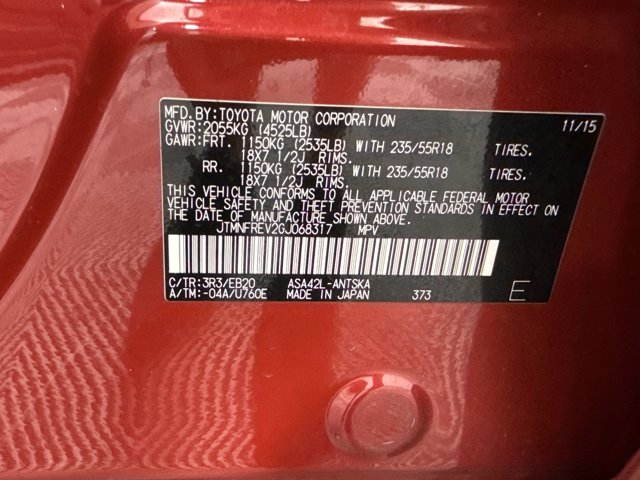 MFD. BY: TOYOTA MOTOR CORPORATION 11/15
GVWR: 2055KG (4525LB)
GAWR: FRT. 1150KG (2535LB) WITH 235/55R18 TIRES.
18X7 1/2J RIMS.
RR. 1150KG (2535LB) WITH 235/55R18 TIRES.
18X7 1/2J RIMS.
THIS VEHICLE CONFORMS TO ALL APPLICABLE FEDERAL MOTOR
VEHICLE SAFETY AND THEFT PREVENTION STANDARDS IN EFFECT ON
THE DATE OF MANUFACTURE SHOWN ABOVE.
JTMNFREV2GJ068317 MPV
C/TR: 3R3/EB20 ASA42L-ANTSKA
A/TM: -04A/U760E MADE IN JAPAN 373 E